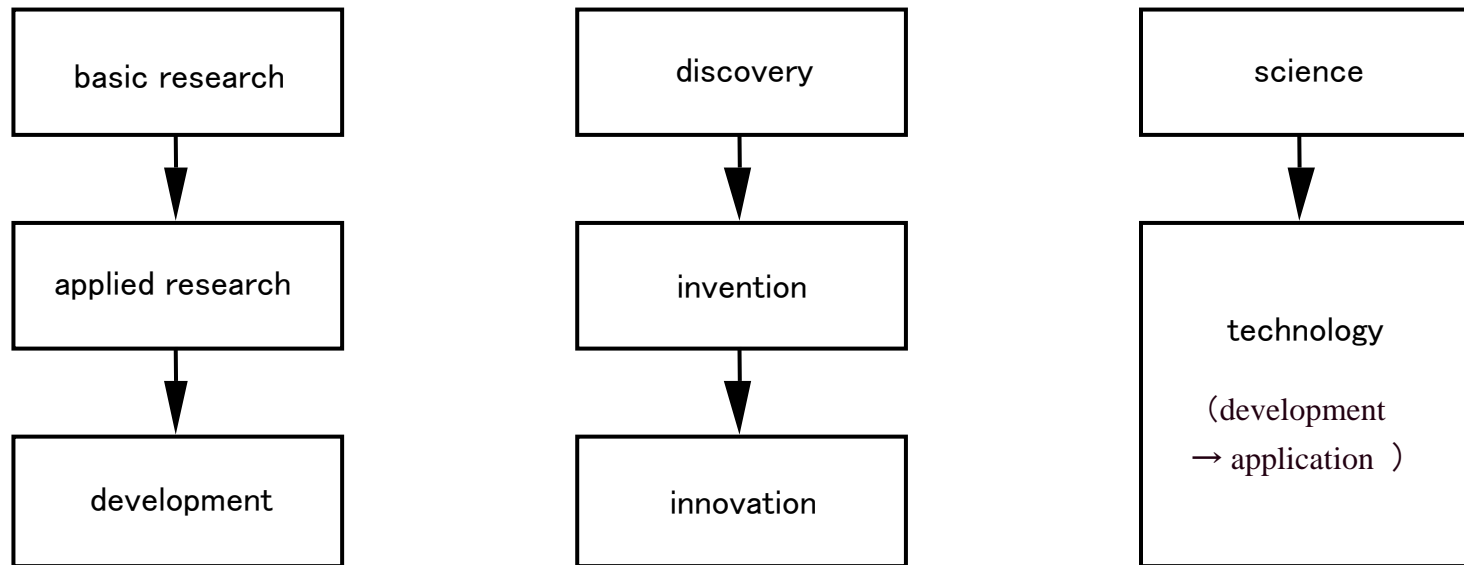 basic research
discovery
science
applied research
invention
technology
（development
→ application ）
development
innovation